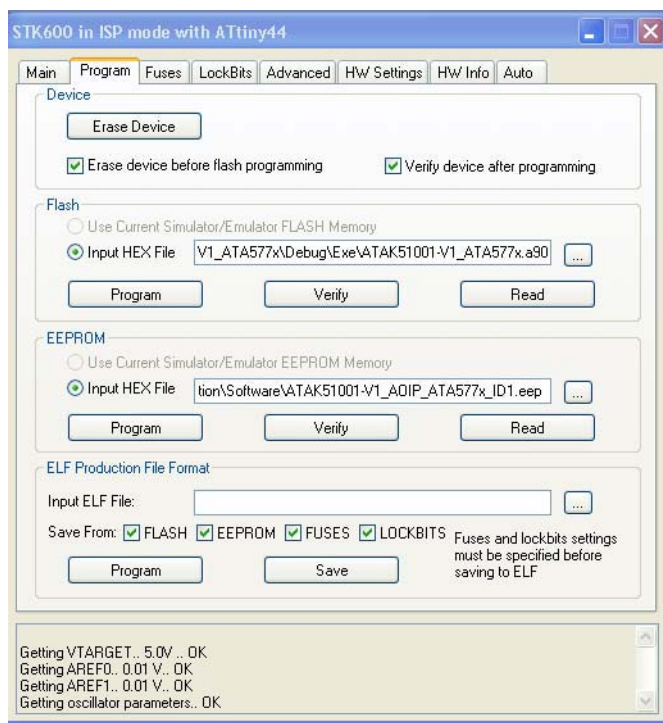 STK600 in ISP mode with ATtiny44
Main Program Fuses LockBits Advanced HW Settings HW Info Auto
Device
Erase Device
Erase device before flash programming Verify device after programming
Flash
Use Current Simulator/Emulator FLASH Memory
Input HEX File V1_ATA577x\Debug\Exe\ATAK51001-V1_ATA577x.a90 ...
Program Verify Read
EEPROM
Use Current Simulator/Emulator EEPROM Memory
Input HEX File tion\Software\ATAK51001-V1_AOIP_ATA577x_ID1.eep ...
Program Verify Read
ELF Production File Format
Input ELF File: ...
Save From: FLASH EEPROM FUSES LOCKBITS Fuses and lockbits settings
must be specified before
Program Save saving to ELF
Getting VTARGET.. 5.0V .. OK
Getting AREF0.. 0.01 V.. OK
Getting AREF1.. 0.01 V.. OK
Getting oscillator parameters.. OK